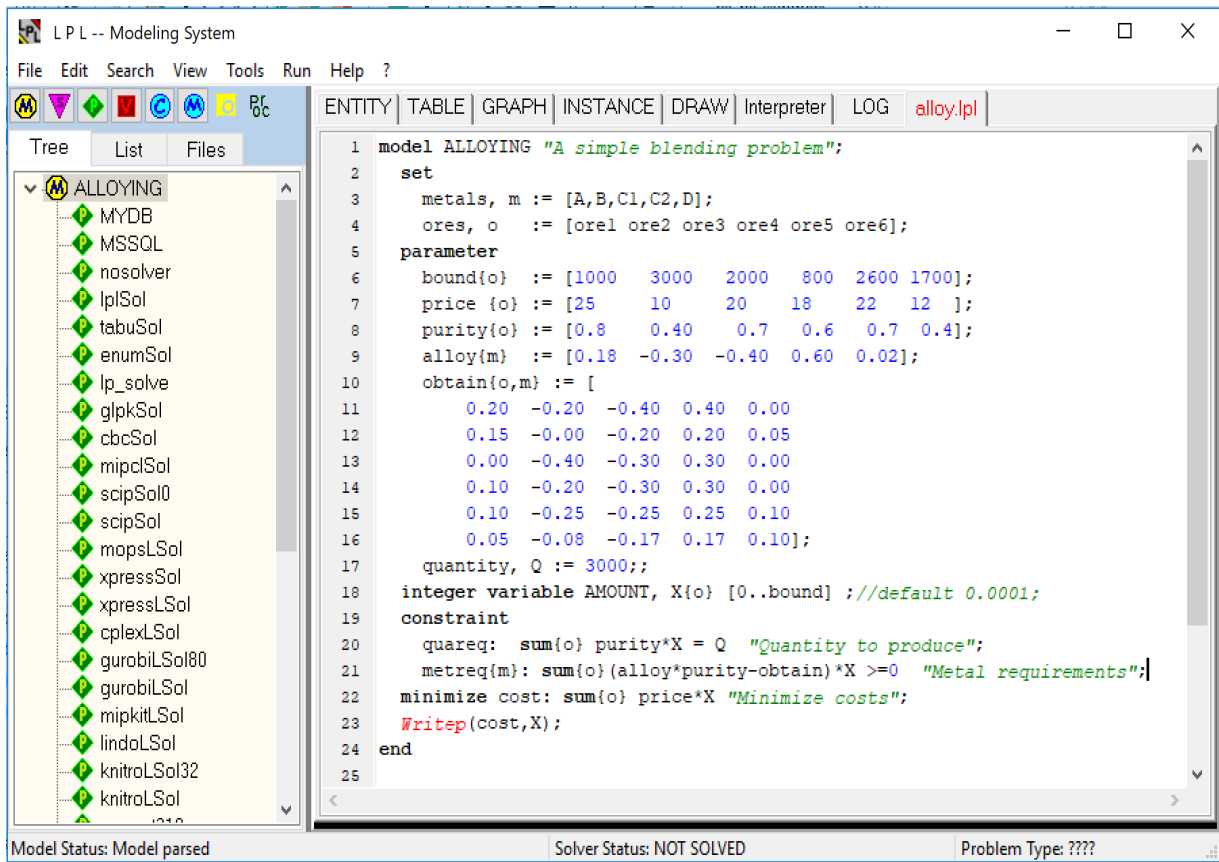 L P L -- Modeling System
File Edit Search View Tools Run Help ?
Proc
ENTITY TABLE GRAPH INSTANCE DRAW Interpreter LOG alloy.lpl
Tree List Files
ALLOYING
MYDB
MSSQL
nosolver
lplSol
tabuSol
enumSol
lp_solve
glpkSol
cbcSol
mipclSol
scipSol0
scipSol
mopsLSol
xpressSol
xpressLSol
cplexLSol
gurobiLSol80
gurobiLSol
mipkitLSol
lindoLSol
knitroLSol32
knitroLSol
1 model ALLOYING "A simple blending problem";
2 set
3 metals, m := [A,B,C1,C2,D];
4 ores, o := [ore1 ore2 ore3 ore4 ore5 ore6];
5 parameter
6 bound{o} := [1000 3000 2000 800 2600 1700];
7 price {o} := [25 10 20 18 22 12 ];
8 purity{o} := [0.8 0.40 0.7 0.6 0.7 0.4];
9 alloy{m} := [0.18 -0.30 -0.40 0.60 0.02];
10 obtain{o,m} := [
11 0.20 -0.20 -0.40 0.40 0.00
12 0.15 -0.00 -0.20 0.20 0.05
13 0.00 -0.40 -0.30 0.30 0.00
14 0.10 -0.20 -0.30 0.30 0.00
15 0.10 -0.25 -0.25 0.25 0.10
16 0.05 -0.08 -0.17 0.17 0.10];
17 quantity, Q := 3000;;
18 integer variable AMOUNT, X{o} [0..bound] ;//default 0.0001;
19 constraint
20 quareq: sum{o} purity*X = Q "Quantity to produce";
21 metreq{m}: sum{o}(alloy*purity-obtain)*X >=0 "Metal requirements";
22 minimize cost: sum{o} price*X "Minimize costs";
23 Writep(cost,X);
24 end
25
Model Status: Model parsed
Solver Status: NOT SOLVED
Problem Type: ????